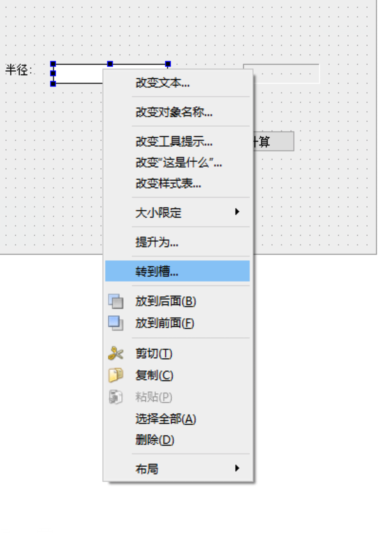 半径:
改变文本...
改变对象名称...
改变工具提示...
计算
改变“这是什么”...
改变样式表...
大小限定
提升为...
转到槽...
放到后面(B)
放到前面(F)
剪切(T)
复制(C)
粘贴(P)
选择全部(A)
删除(D)
布局